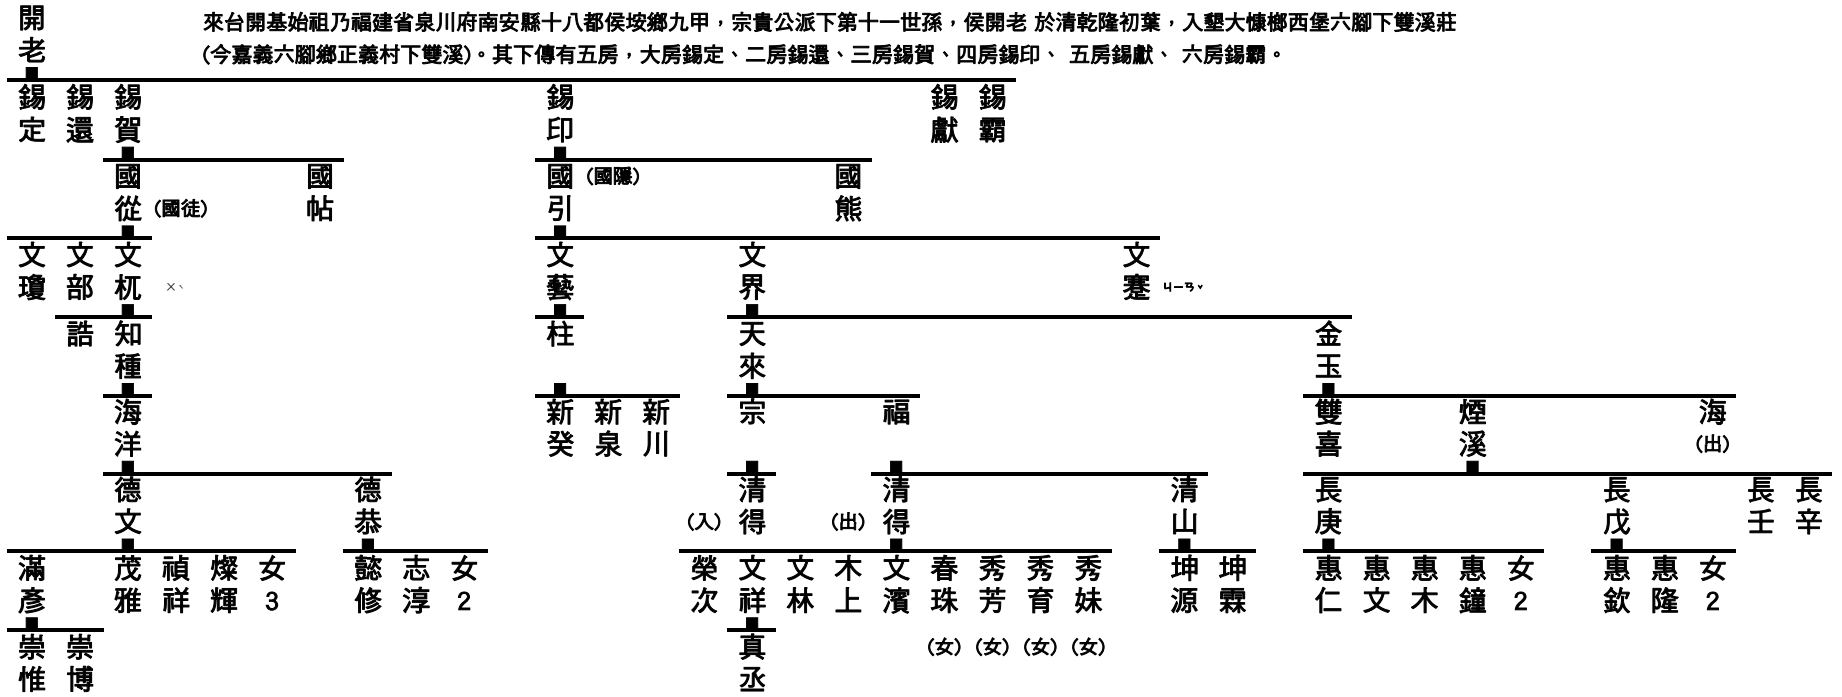 開老
來台開基始祖乃福建省泉川府南安縣十八都侯垵鄉九甲，宗貴公派下第十一世孫，侯開老 於清乾隆初葉，入墾大槺榔西堡六腳下雙溪莊
(今嘉義六腳鄉正義村下雙溪)。其下傳有五房，大房錫定、二房錫還、三房錫賀、四房錫印、 五房錫獻、 六房錫霸。
錫定 錫還 錫賀 錫印 錫獻 錫霸
國從 (國徒) 國帖 國引 (國隱) 國熊
文瓊 文部 文杌 ㄨˋ 文藝 文界 文蹇 ㄐㄧㄢˇ
誥 知種 柱 天來 金玉
海洋 新癸 新泉 新川 宗 福 雙喜 煙溪 海 (出)
德文 德恭 (入) 清得 (出) 清得 清山 長庚 長戊 長壬 長辛
滿彥 茂雅 禎祥 燦輝 女3 懿修 志淳 女2 榮次 文祥 文林 木上 文濱 春珠 (女) 秀芳 (女) 秀育 (女) 秀妹 (女) 坤源 坤霖 惠仁 惠文 惠木 惠鐘 女2 惠欽 惠隆 女2
崇惟 崇博 真丞